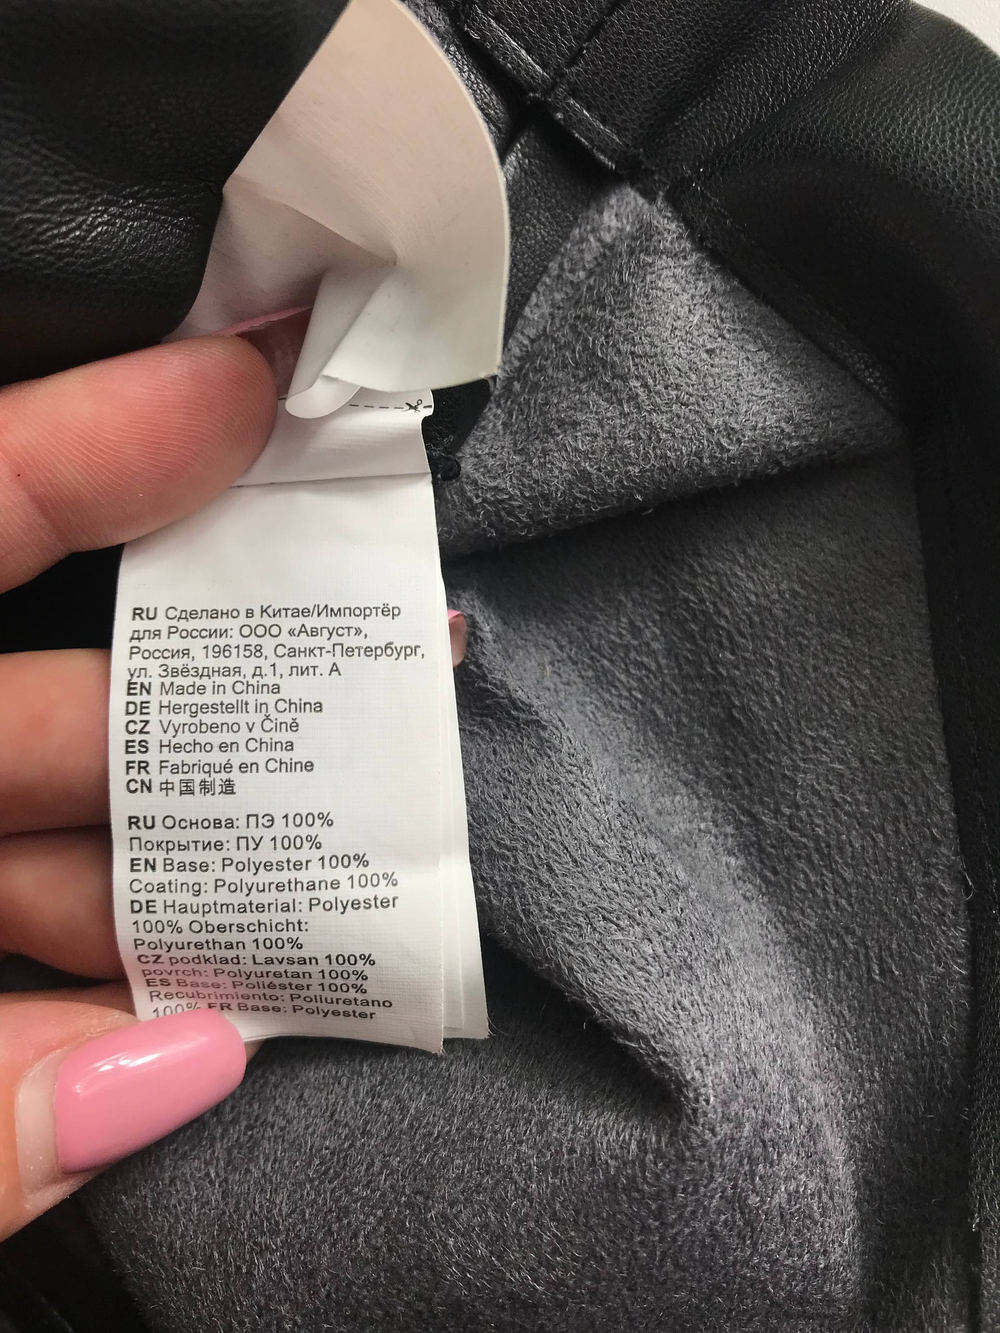 RU Сделано в Китае/Импортёр
для России: ООО «Август»,
Россия, 196158, Санкт-Петербург,
ул. Звёздная, д.1, лит. А
EN Made in China
DE Hergestellt in China
CZ Vyrobeno v Čině
ES Hecho en China
FR Fabriqué en Chine
CN 中国制造
RU Основа: ПЭ 100%
Покрытие: ПУ 100%
EN Base: Polyester 100%
Coating: Polyurethane 100%
DE Hauptmaterial: Polyester
100% Oberschicht:
Polyurethan 100%
CZ podklad: Lavsan 100%
povrch: Polyuretan 100%
ES Base: Poliéster 100%
Recubrimiento: Poliuretano
100% FR Base: Polyester